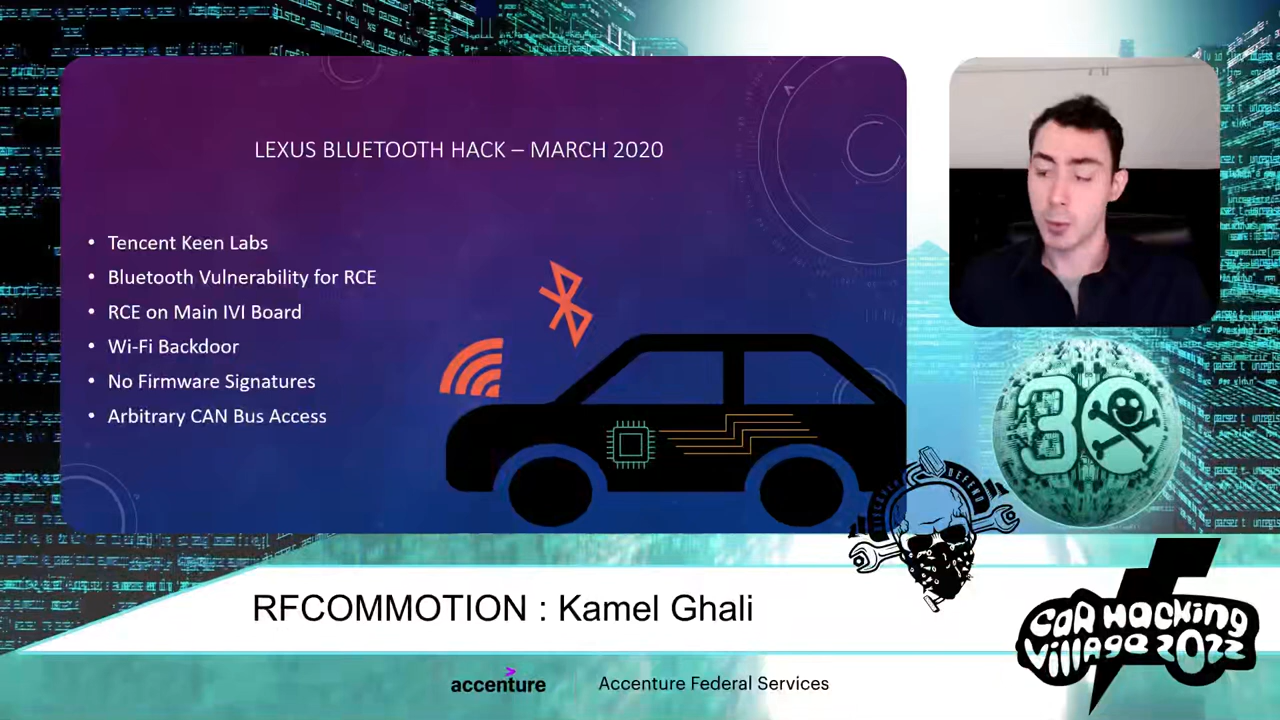 LEXUS BLUETOOTH HACK – MARCH 2020
• Tencent Keen Labs
• Bluetooth Vulnerability for RCE
• RCE on Main IVI Board
• Wi-Fi Backdoor
• No Firmware Signatures
• Arbitrary CAN Bus Access
30
DEFEND
RFCOMMOTION : Kamel Ghali
CAR HACKING
VILLAGE 2022
accenture
Accenture Federal Services